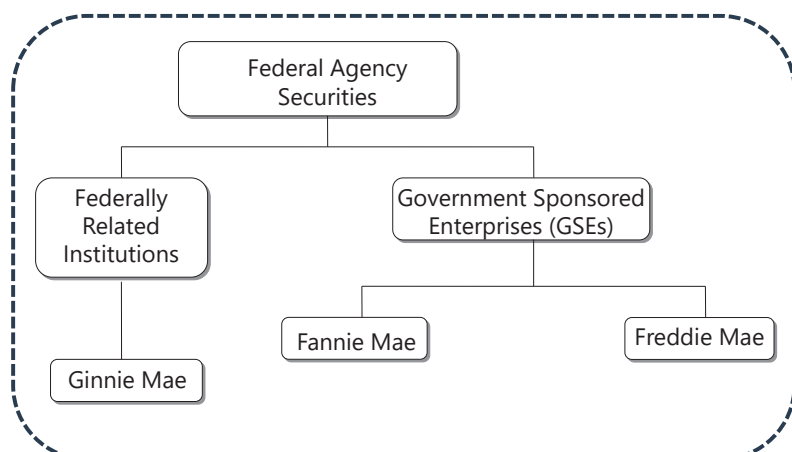 Federal Agency
Securities
Federally
Related
Institutions
Government Sponsored
Enterprises (GSEs)
Fannie Mae
Freddie Mae
Ginnie Mae